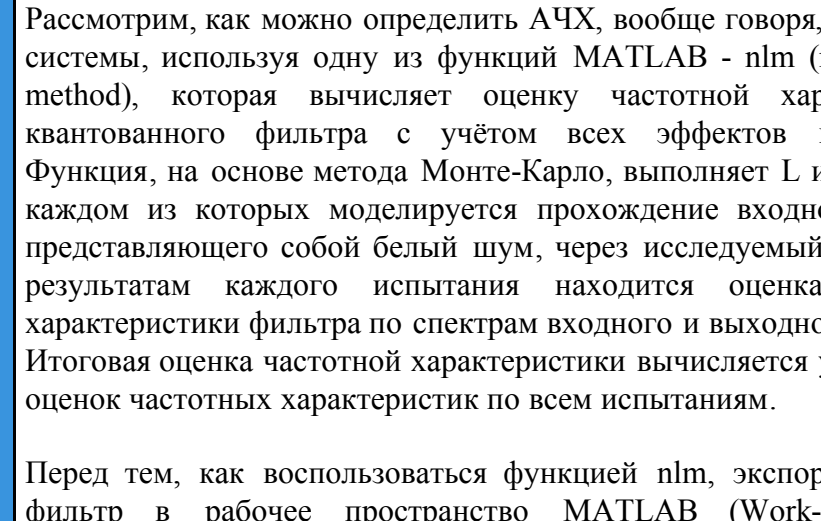 Рассмотрим, как можно определить АЧХ, вообще говоря,
системы, используя одну из функций MATLAB - nlm (
method), которая вычисляет оценку частотной хар
квантованного фильтра с учётом всех эффектов
Функция, на основе метода Монте-Карло, выполняет L и
каждом из которых моделируется прохождение входно
представляющего собой белый шум, через исследуемый
результатам каждого испытания находится оценка
характеристики фильтра по спектрам входного и выходно
Итоговая оценка частотной характеристики вычисляется у
оценок частотных характеристик по всем испытаниям.
Перед тем, как воспользоваться функцией nlm, экспор
фильтр в рабочее пространство MATLAB (Work-